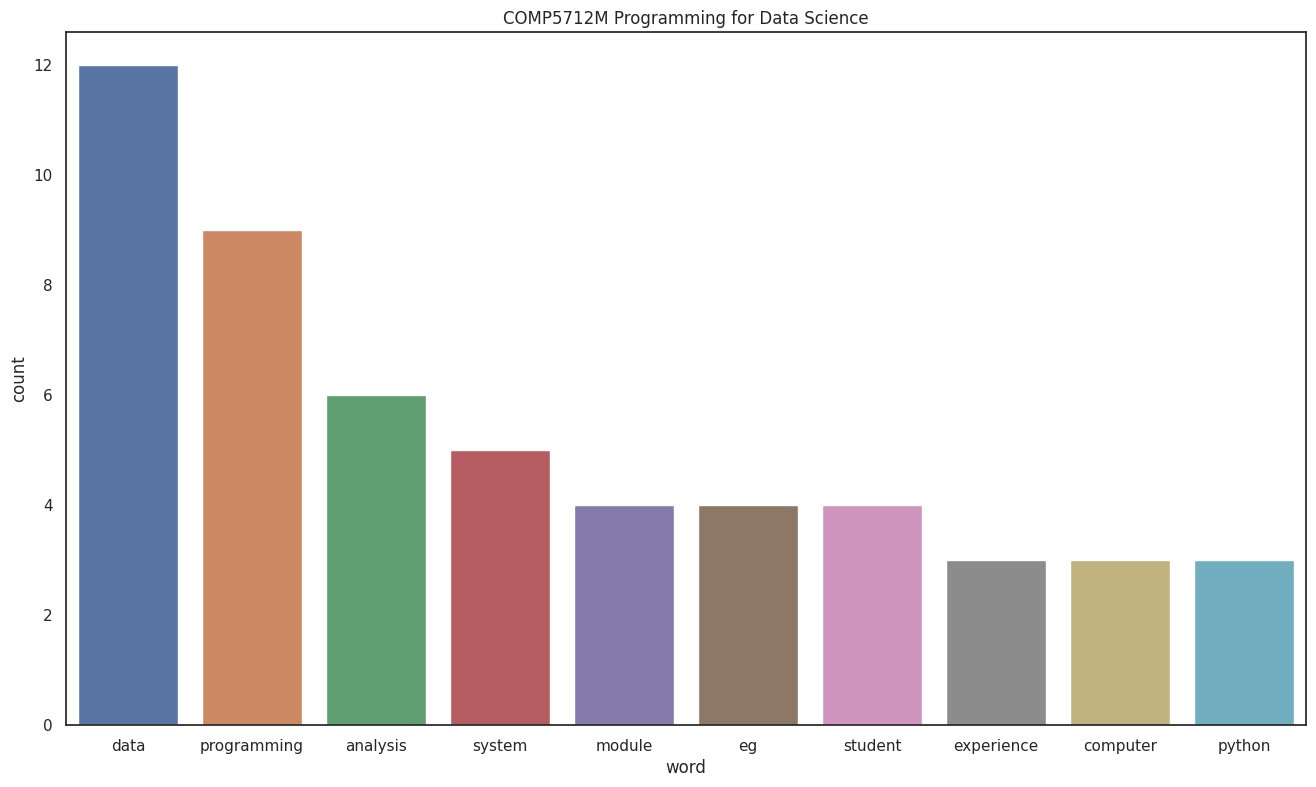 COMP5712M Programming for Data Science
12
10
8
6
4
2
0
count
data programming analysis system module eg student experience computer python
word